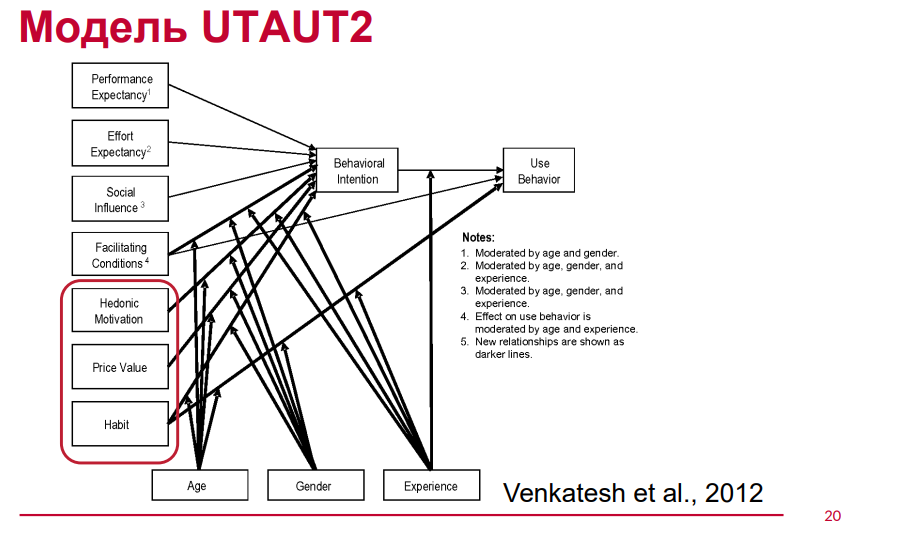 Модель UTAUT2
Performance
Expectancy1
Effort
Expectancy2
Social
Influence 3
Facilitating
Conditions 4
Hedonic
Motivation
Price Value
Habit
Behavioral
Intention
Use
Behavior
Notes:
1. Moderated by age and gender.
2. Moderated by age, gender, and
experience.
3. Moderated by age, gender, and
experience.
4. Effect on use behavior is
moderated by age and experience.
5. New relationships are shown as
darker lines.
Age
Gender
Experience
Venkatesh et al., 2012
20